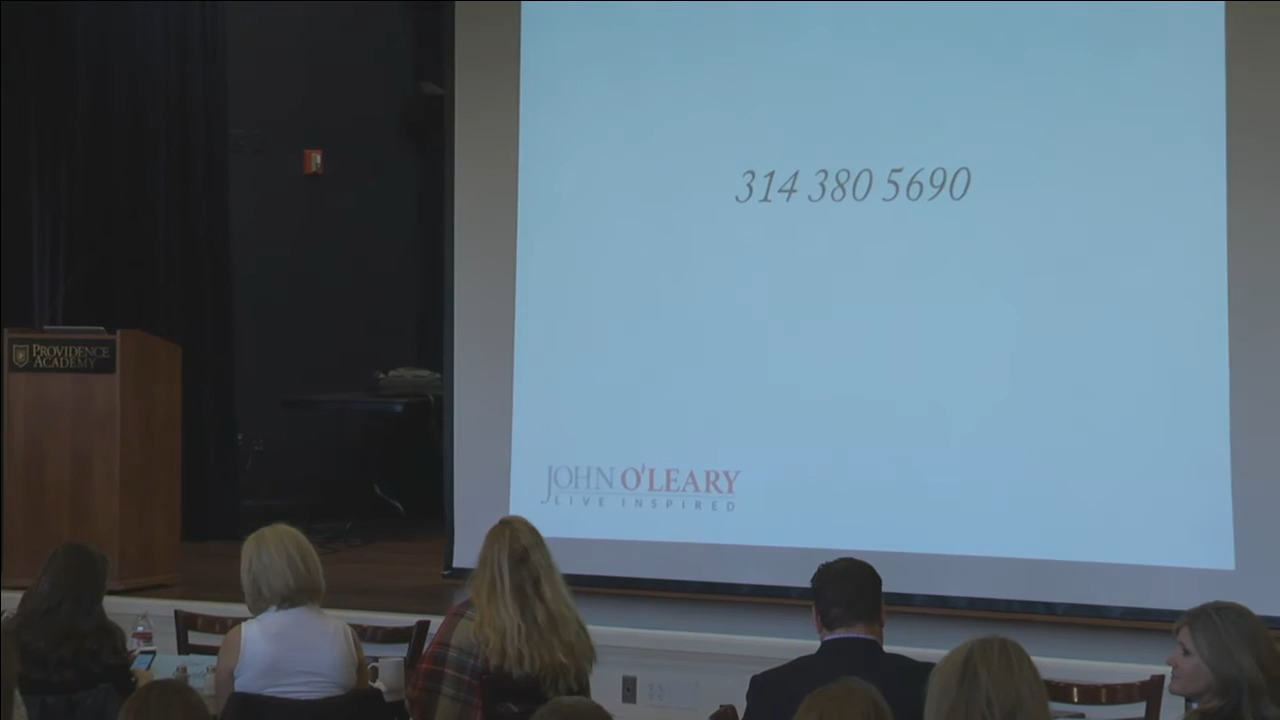 314 380 5690
PROVIDENCE
ACADEMY
JOHN O'LEARY
LIVE INSPIRED